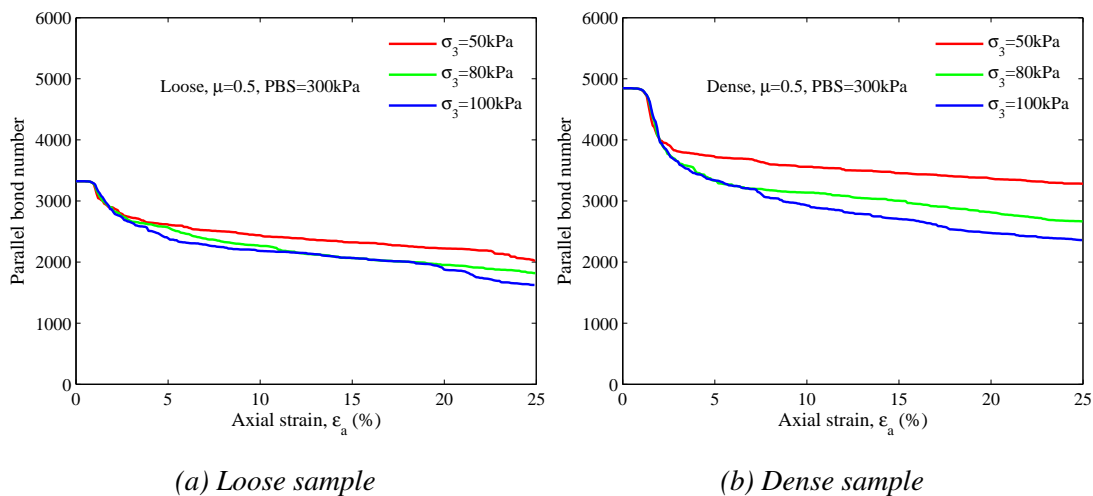 6000
5000
4000
3000
2000
1000
0
Parallel bond number
σ3=50kPa
σ3=80kPa
σ3=100kPa
Loose, μ=0.5, PBS=300kPa
0 5 10 15 20 25
Axial strain, εa (%)
(a) Loose sample
6000
5000
4000
3000
2000
1000
0
Parallel bond number
σ3=50kPa
σ3=80kPa
σ3=100kPa
Dense, μ=0.5, PBS=300kPa
0 5 10 15 20 25
Axial strain, εa (%)
(b) Dense sample